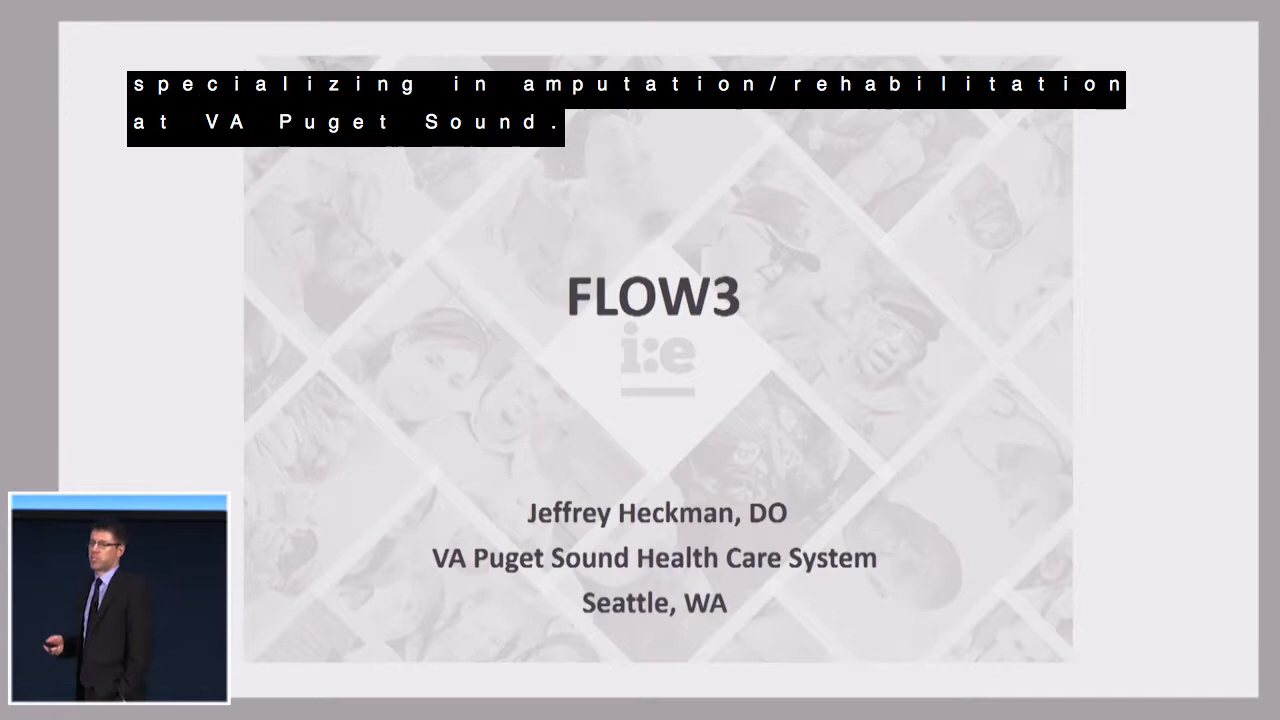 specializing in amputation/rehabilitation
at VA Puget Sound.
FLOW3
i:e
Jeffrey Heckman, DO
VA Puget Sound Health Care System
Seattle, WA